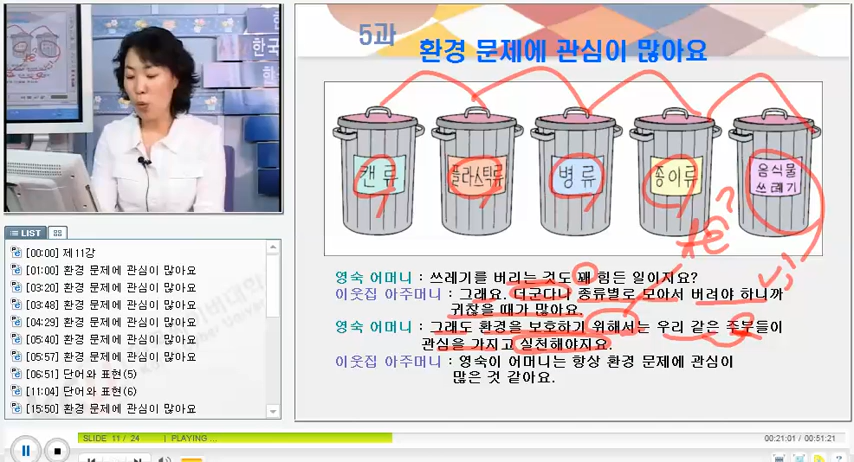 5과
환경 문제에 관심이 많아요
캔류
플라스틱류
병류
종이류
음식물
쓰레기
영숙 어머니 : 쓰레기를 버리는 것도 꽤 힘든 일이지요?
이웃집 아주머니 : 그래요. 더군다나 종류별로 모아서 버려야 하니까
귀찮을 때가 많아요.
영숙 어머니 : 그래도 환경을 보호하기 위해서는 우리 같은 주부들이
관심을 가지고 실천해야지요.
이웃집 아주머니 : 영숙이 어머니는 항상 환경 문제에 관심이
많은 것 같아요.
LIST
[00:00] 제11강
[01:00] 환경 문제에 관심이 많아요
[03:20] 환경 문제에 관심이 많아요
[03:48] 환경 문제에 관심이 많아요
[04:29] 환경 문제에 관심이 많아요
[05:40] 환경 문제에 관심이 많아요
[05:57] 환경 문제에 관심이 많아요
[06:51] 단어와 표현(5)
[11:04] 단어와 표현(6)
[15:50] 환경 문제에 관심이 많아요
SLIDE 11 / 24 | PLAYING ...
00:21:01 / 00:51:21